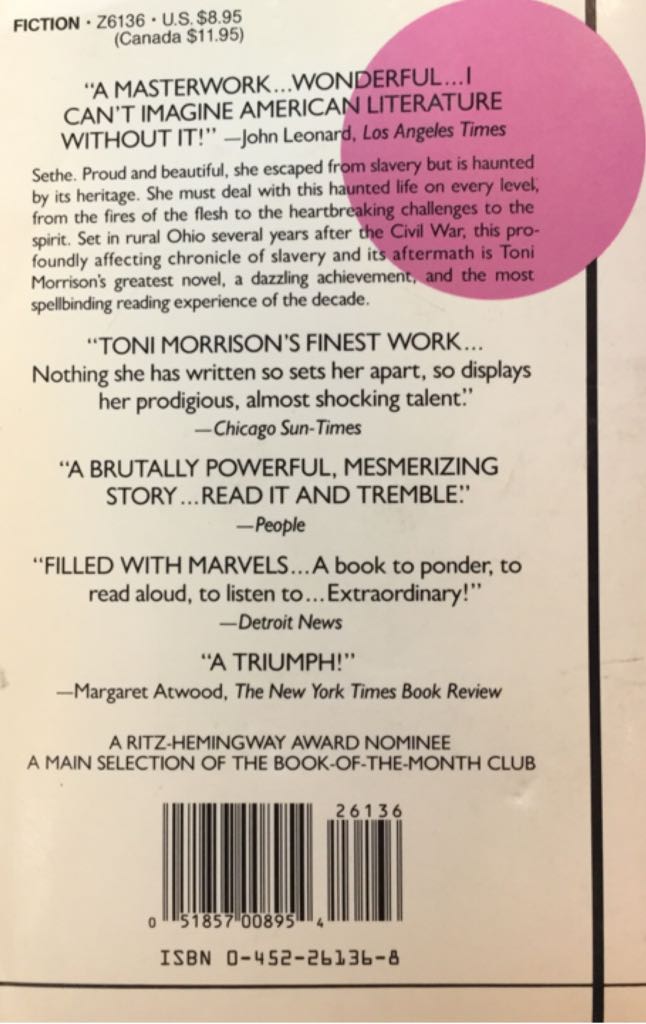 FICTION · Z6136 · U.S. $8.95
(Canada $11.95)
“A MASTERWORK...WONDERFUL...I
CAN’T IMAGINE AMERICAN LITERATURE
WITHOUT IT!” —John Leonard, Los Angeles Times
Sethe. Proud and beautiful, she escaped from slavery but is haunted
by its heritage. She must deal with this haunted life on every level,
from the fires of the flesh to the heartbreaking challenges to the
spirit. Set in rural Ohio several years after the Civil War, this pro-
foundly affecting chronicle of slavery and its aftermath is Toni
Morrison’s greatest novel, a dazzling achievement, and the most
spellbinding reading experience of the decade.
“TONI MORRISON’S FINEST WORK...
Nothing she has written so sets her apart, so displays
her prodigious, almost shocking talent.”
—Chicago Sun-Times
“A BRUTALLY POWERFUL, MESMERIZING
STORY...READ IT AND TREMBLE.”
—People
“FILLED WITH MARVELS...A book to ponder, to
read aloud, to listen to...Extraordinary!”
—Detroit News
“A TRIUMPH!”
—Margaret Atwood, The New York Times Book Review
A RITZ-HEMINGWAY AWARD NOMINEE
A MAIN SELECTION OF THE BOOK-OF-THE-MONTH CLUB
26136
0 51857 00895 4
ISBN 0-452-26136-8